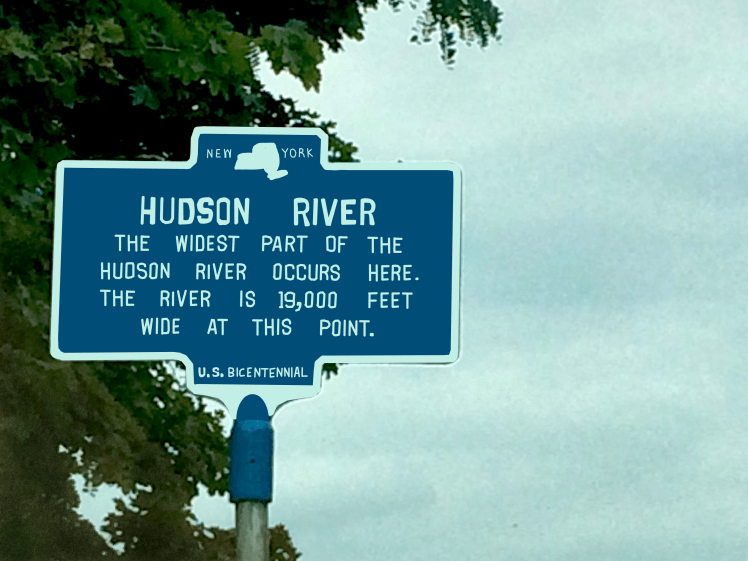 NEW YORK
HUDSON RIVER
THE WIDEST PART OF THE
HUDSON RIVER OCCURS HERE.
THE RIVER IS 19,000 FEET
WIDE AT THIS POINT.
U.S. BICENTENNIAL